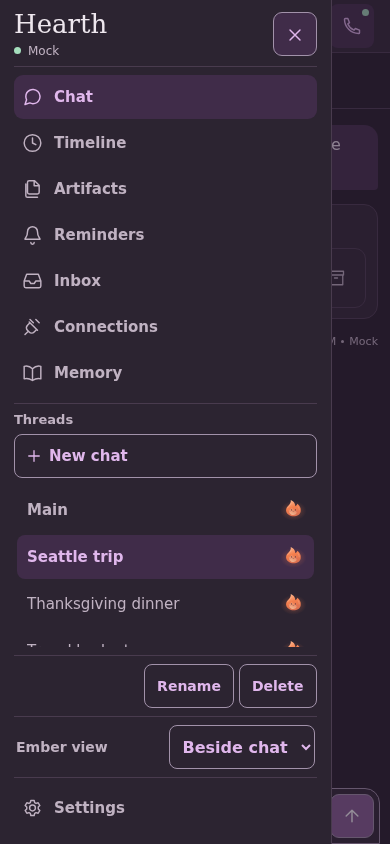 Hearth
Mock
Chat
Timeline
Artifacts
Reminders
Inbox
Connections
Memory
e
M • Mock
Threads
New chat
Main
Seattle trip
Thanksgiving dinner
Rename
Delete
Ember view
Beside chat
Settings